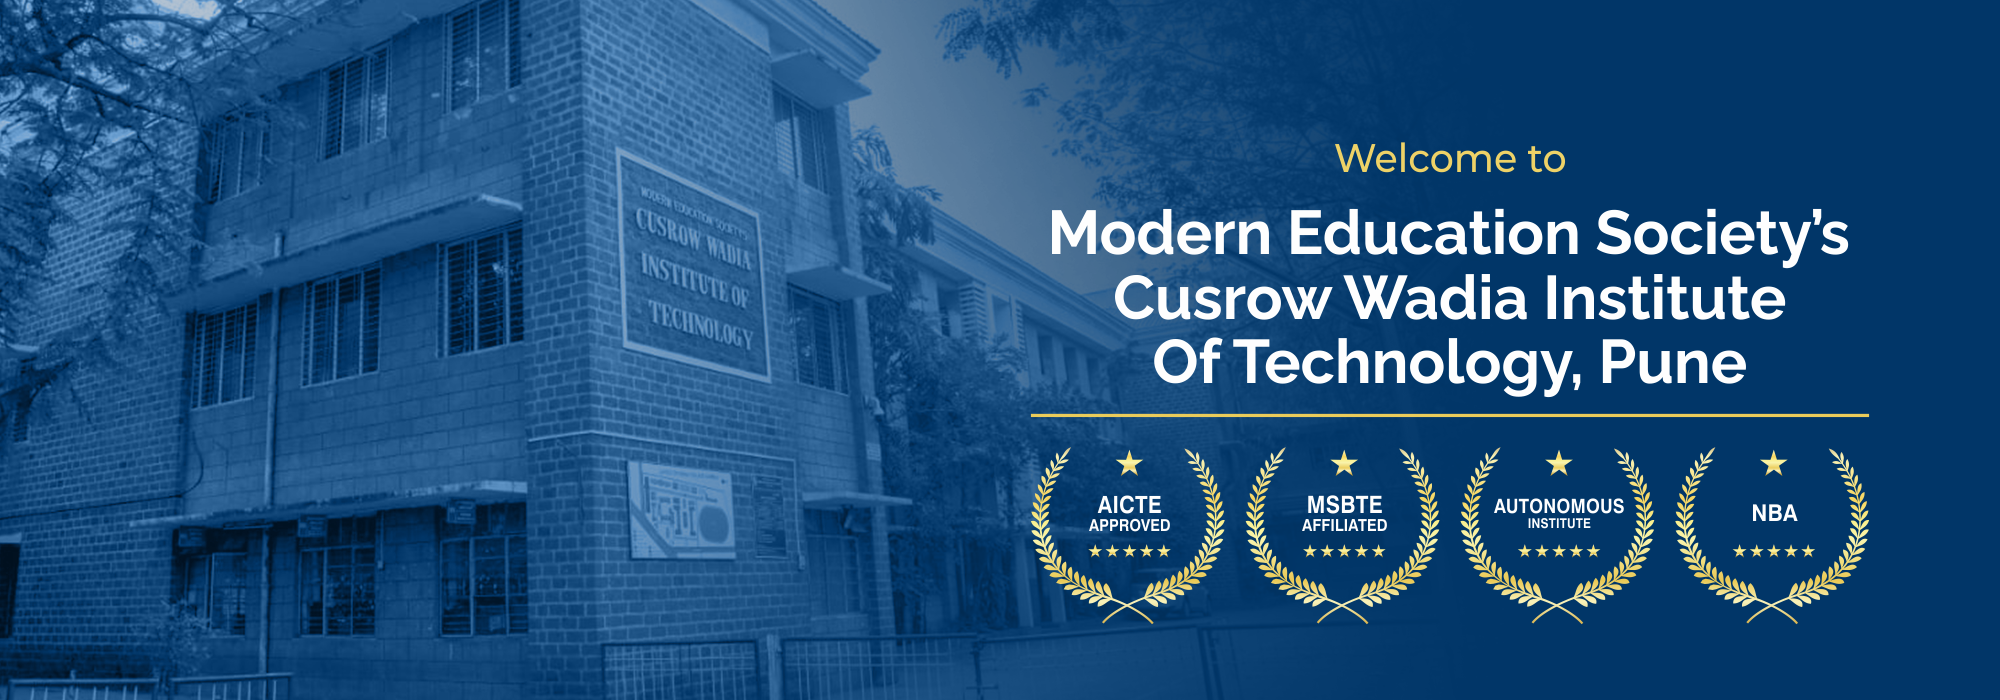 MODERN EDUCATION SOCIETY'S
CUSROW WADIA
INSTITUTE OF
TECHNOLOGY
Welcome to
Modern Education Society’s
Cusrow Wadia Institute
Of Technology, Pune
AICTE
APPROVED
MSBTE
AFFILIATED
AUTONOMOUS
INSTITUTE
NBA